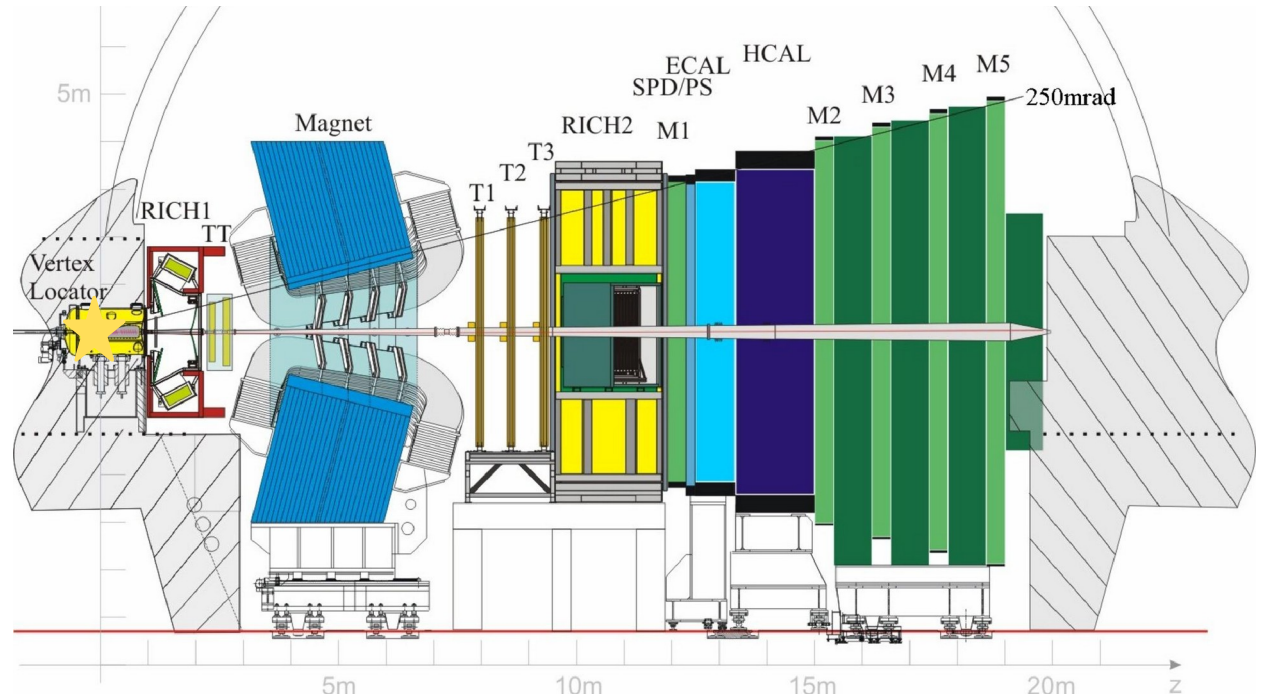 HCAL
M5
ECAL
M4
SPD/PS
M3
250mrad
5m
M2
Magnet
RICH2
M1
T3
T2
T1
RICH1
TT
Vertex
Locator
5m
10m
15m
20m
z